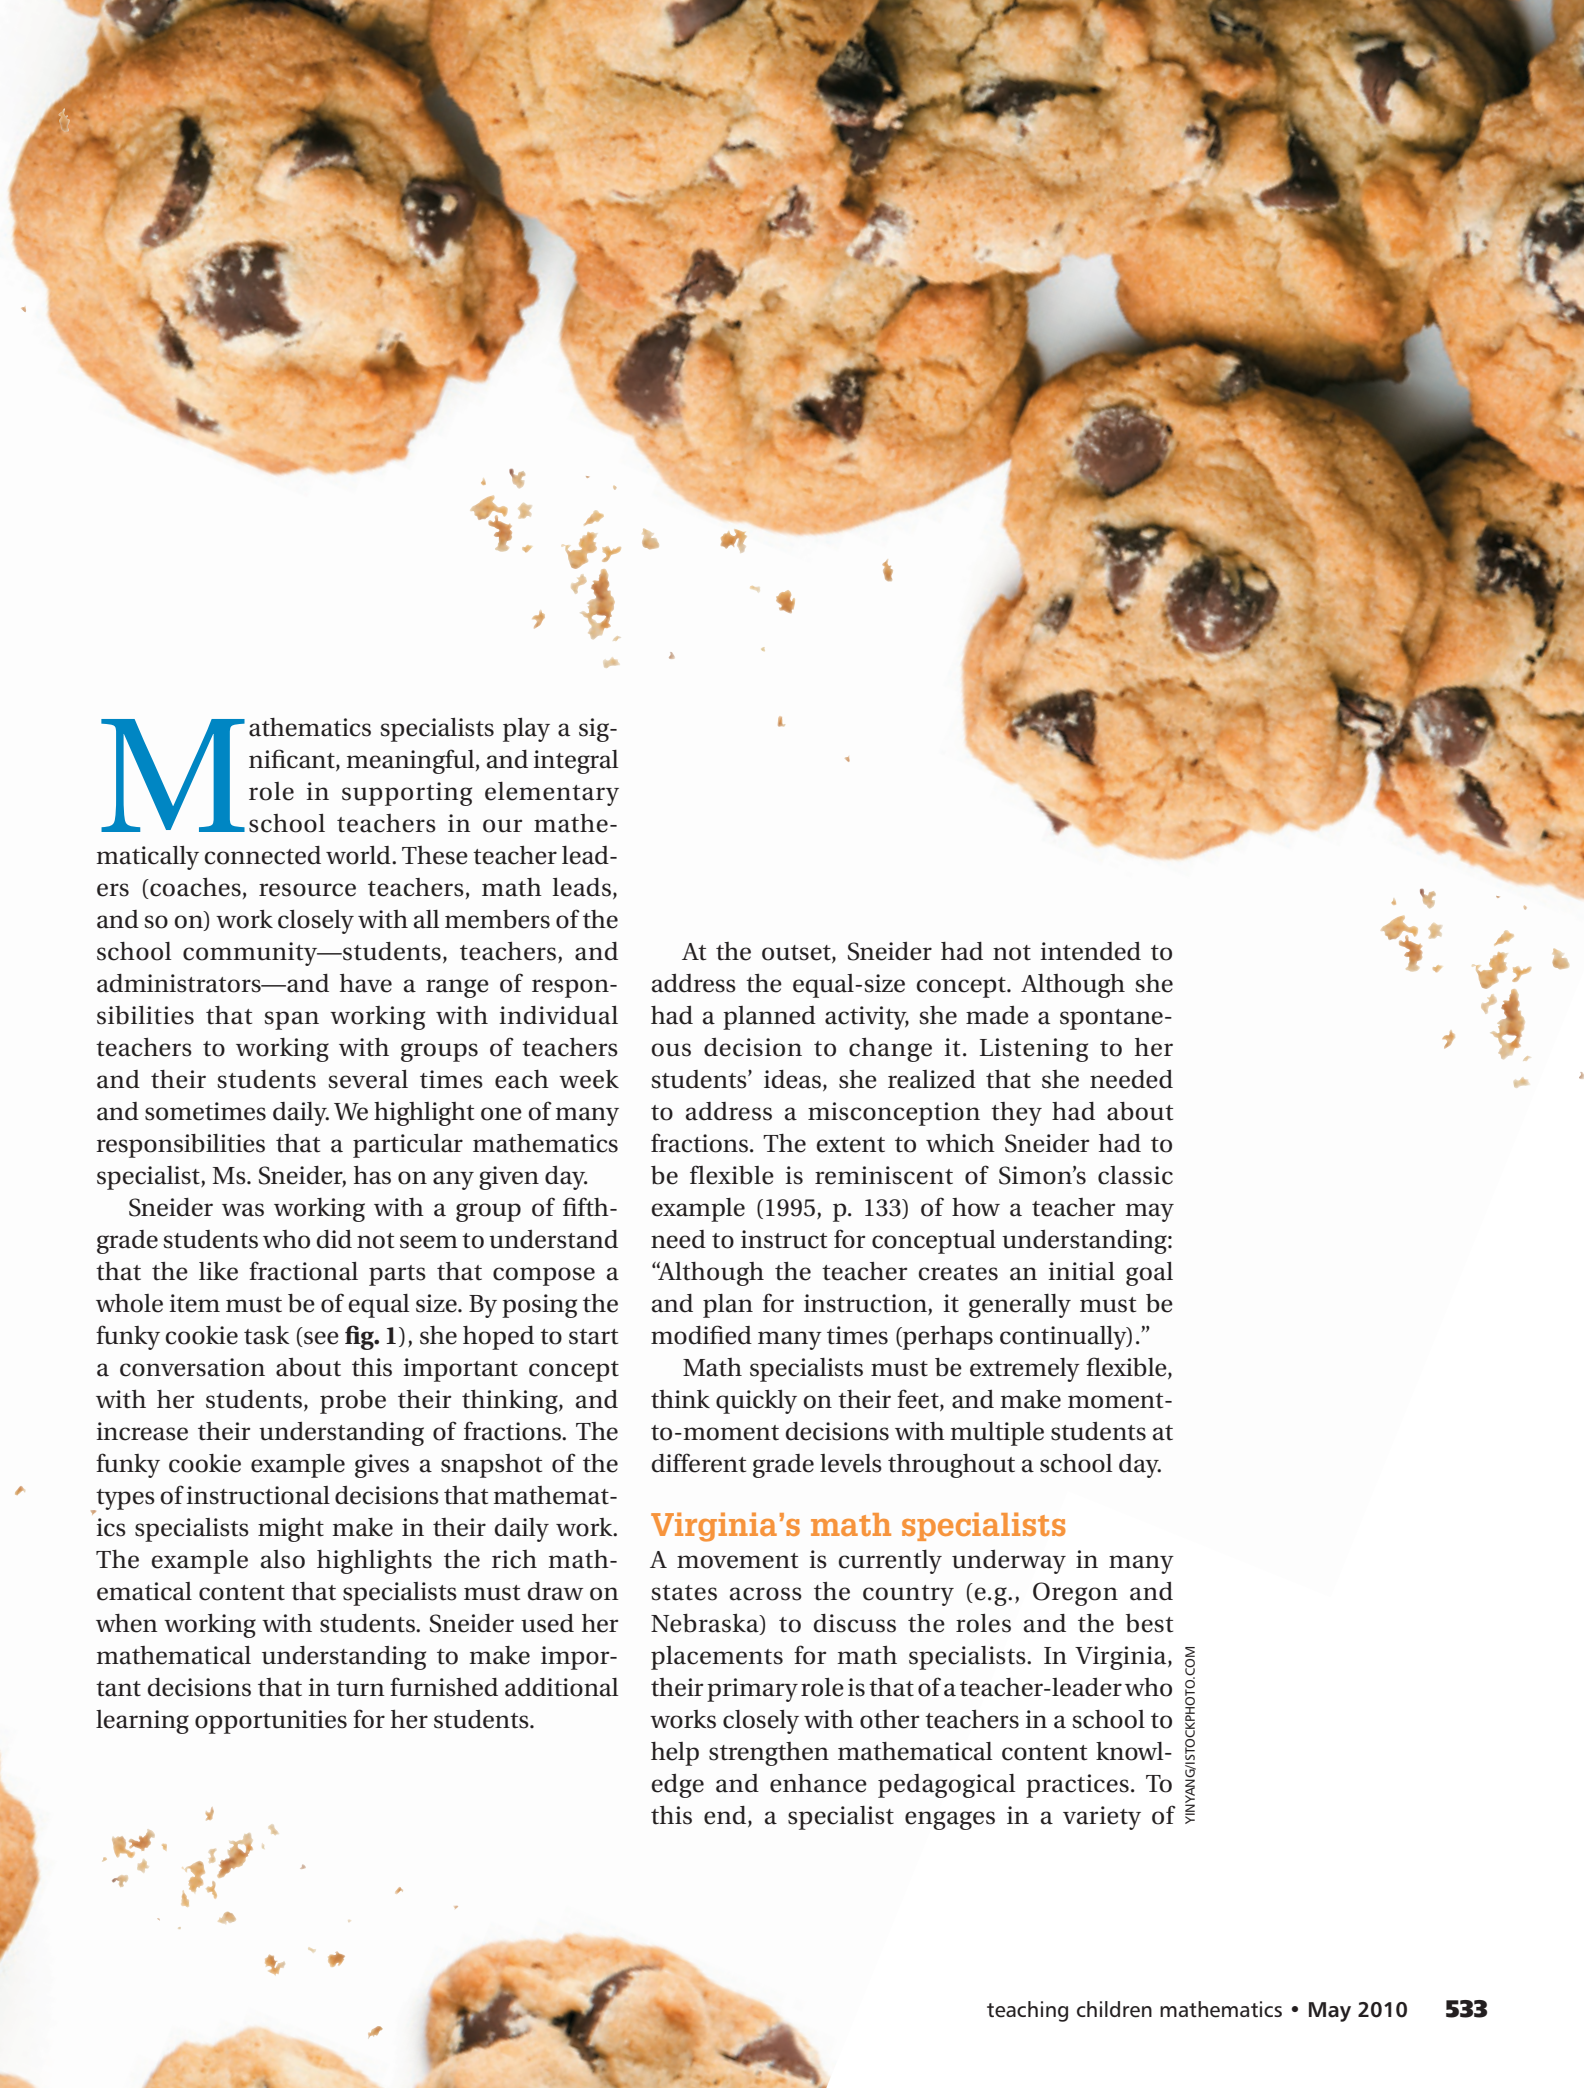 Mathematics specialists play a sig-
nificant, meaningful, and integral
role in supporting elementary
school teachers in our mathe-
matically connected world. These teacher lead-
ers (coaches, resource teachers, math leads,
and so on) work closely with all members of the
school community—students, teachers, and
administrators—and have a range of respon-
sibilities that span working with individual
teachers to working with groups of teachers
and their students several times each week
and sometimes daily. We highlight one of many
responsibilities that a particular mathematics
specialist, Ms. Sneider, has on any given day.
Sneider was working with a group of fifth-
grade students who did not seem to understand
that the like fractional parts that compose a
whole item must be of equal size. By posing the
funky cookie task (see fig. 1), she hoped to start
a conversation about this important concept
with her students, probe their thinking, and
increase their understanding of fractions. The
funky cookie example gives a snapshot of the
types of instructional decisions that mathemat-
ics specialists might make in their daily work.
The example also highlights the rich math-
ematical content that specialists must draw on
when working with students. Sneider used her
mathematical understanding to make impor-
tant decisions that in turn furnished additional
learning opportunities for her students.
At the outset, Sneider had not intended to
address the equal-size concept. Although she
had a planned activity, she made a spontane-
ous decision to change it. Listening to her
students’ ideas, she realized that she needed
to address a misconception they had about
fractions. The extent to which Sneider had to
be flexible is reminiscent of Simon’s classic
example (1995, p. 133) of how a teacher may
need to instruct for conceptual understanding:
“Although the teacher creates an initial goal
and plan for instruction, it generally must be
modified many times (perhaps continually).”
Math specialists must be extremely flexible,
think quickly on their feet, and make moment-
to-moment decisions with multiple students at
different grade levels throughout a school day.
Virginia’s math specialists
A movement is currently underway in many
states across the country (e.g., Oregon and
Nebraska) to discuss the roles and the best
placements for math specialists. In Virginia,
their primary role is that of a teacher-leader who
works closely with other teachers in a school to
help strengthen mathematical content knowl-
edge and enhance pedagogical practices. To
this end, a specialist engages in a variety of
YINYANG/ISTOCKPHOTO.COM
teaching children mathematics • May 2010 533